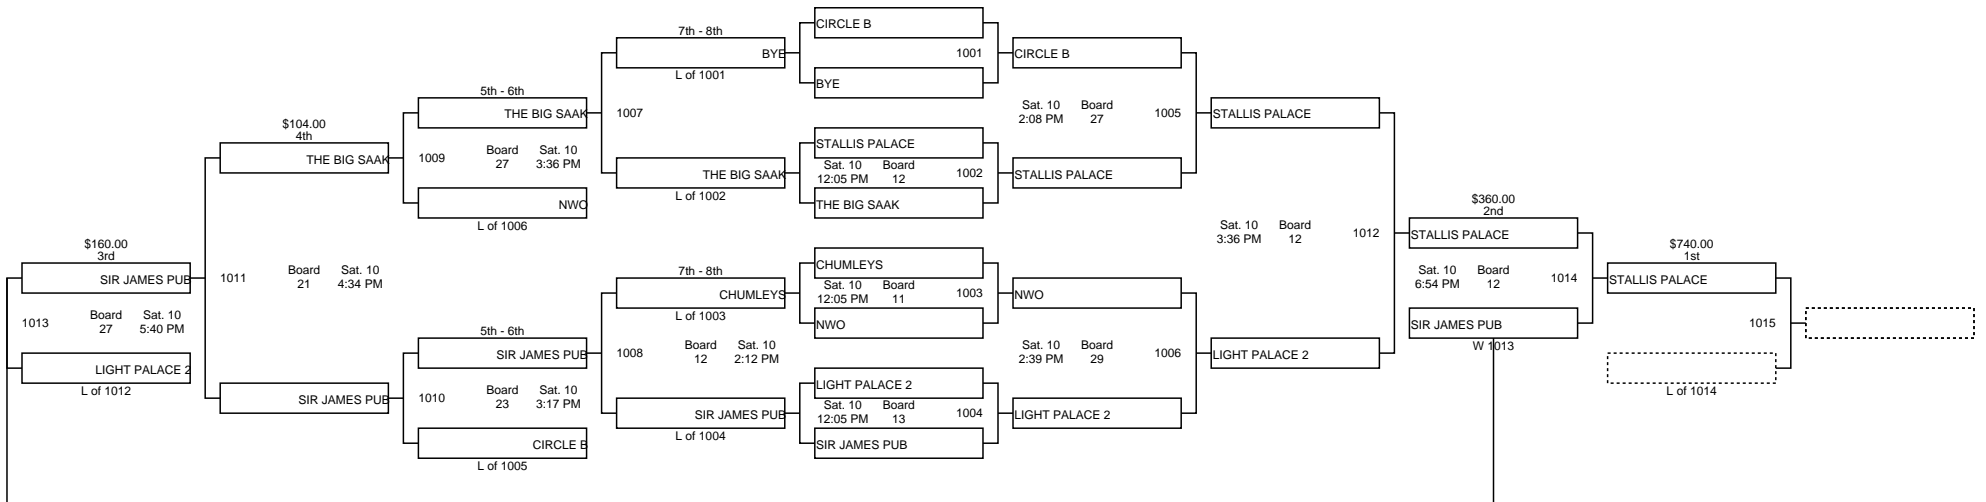 7th - 8th
BYE
L of 1001
CIRCLE B
1001
BYE
CIRCLE B
5th - 6th
THE BIG SAAK
1007
Sat. 10 Board
2:08 PM 27
1005
STALLIS PALACE
$104.00
4th
THE BIG SAAK
1009
Board Sat. 10
27 3:36 PM
NWO
L of 1006
THE BIG SAAK
L of 1002
STALLIS PALACE
Sat. 10 Board
12:05 PM 12
1002
THE BIG SAAK
STALLIS PALACE
$160.00
3rd
SIR JAMES PUB
1011
Board Sat. 10
21 4:34 PM
Sat. 10 Board
3:36 PM 12
1012
$360.00
2nd
STALLIS PALACE
$740.00
1st
STALLIS PALACE
7th - 8th
CHUMLEYS
L of 1003
CHUMLEYS
Sat. 10 Board
12:05 PM 11
1003
NWO
NWO
Sat. 10 Board
6:54 PM 12
1014
1013
Board Sat. 10
27 5:40 PM
LIGHT PALACE 2
L of 1012
SIR JAMES PUB
W 1013
1015
L of 1014
5th - 6th
SIR JAMES PUB
1008
Board Sat. 10
12 2:12 PM
Sat. 10 Board
2:39 PM 29
1006
LIGHT PALACE 2
SIR JAMES PUB
1010
Board Sat. 10
23 3:17 PM
CIRCLE B
L of 1005
SIR JAMES PUB
L of 1004
LIGHT PALACE 2
Sat. 10 Board
12:05 PM 13
1004
SIR JAMES PUB
LIGHT PALACE 2